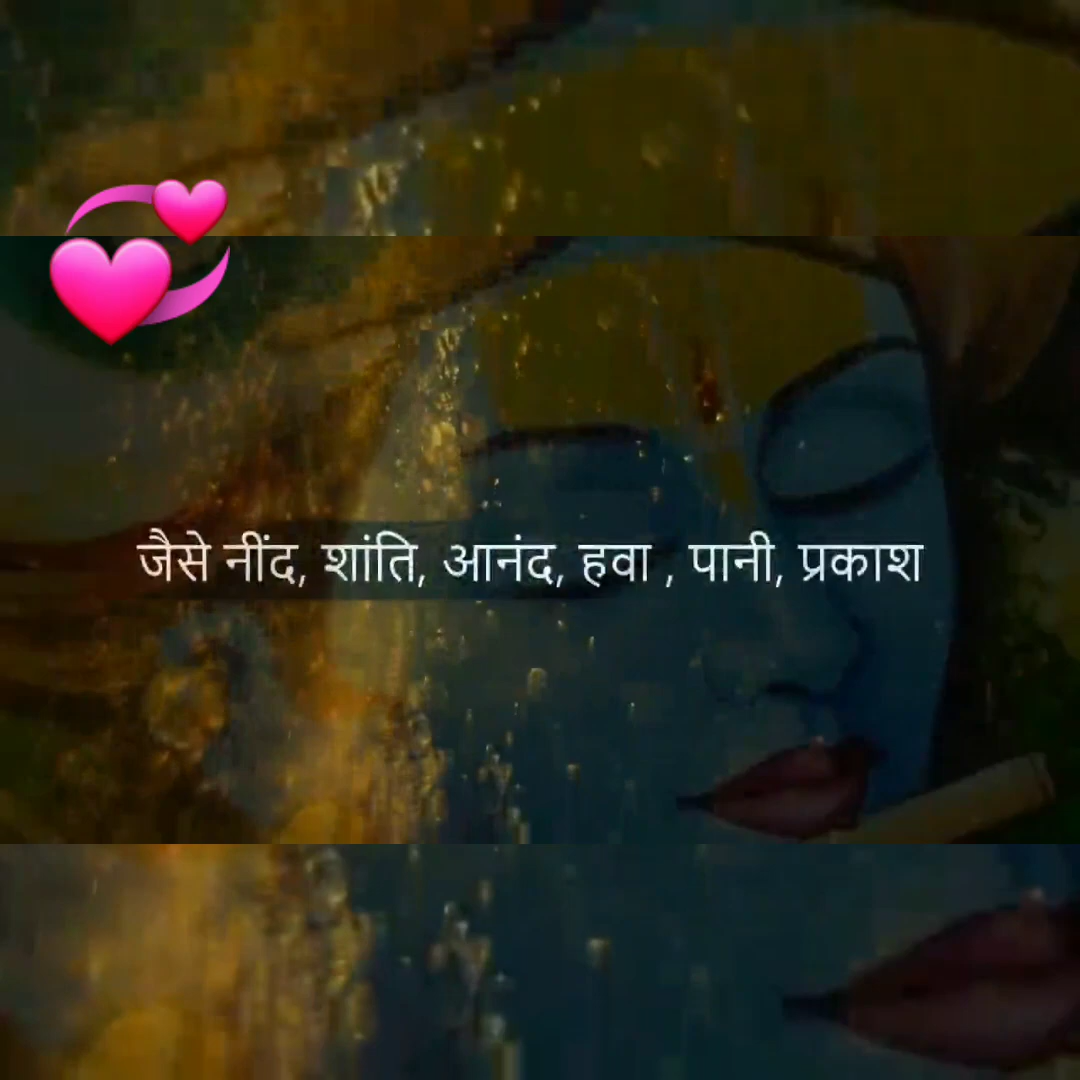 जैसे नींद, शांति, आनंद, हवा , पानी, प्रकाश